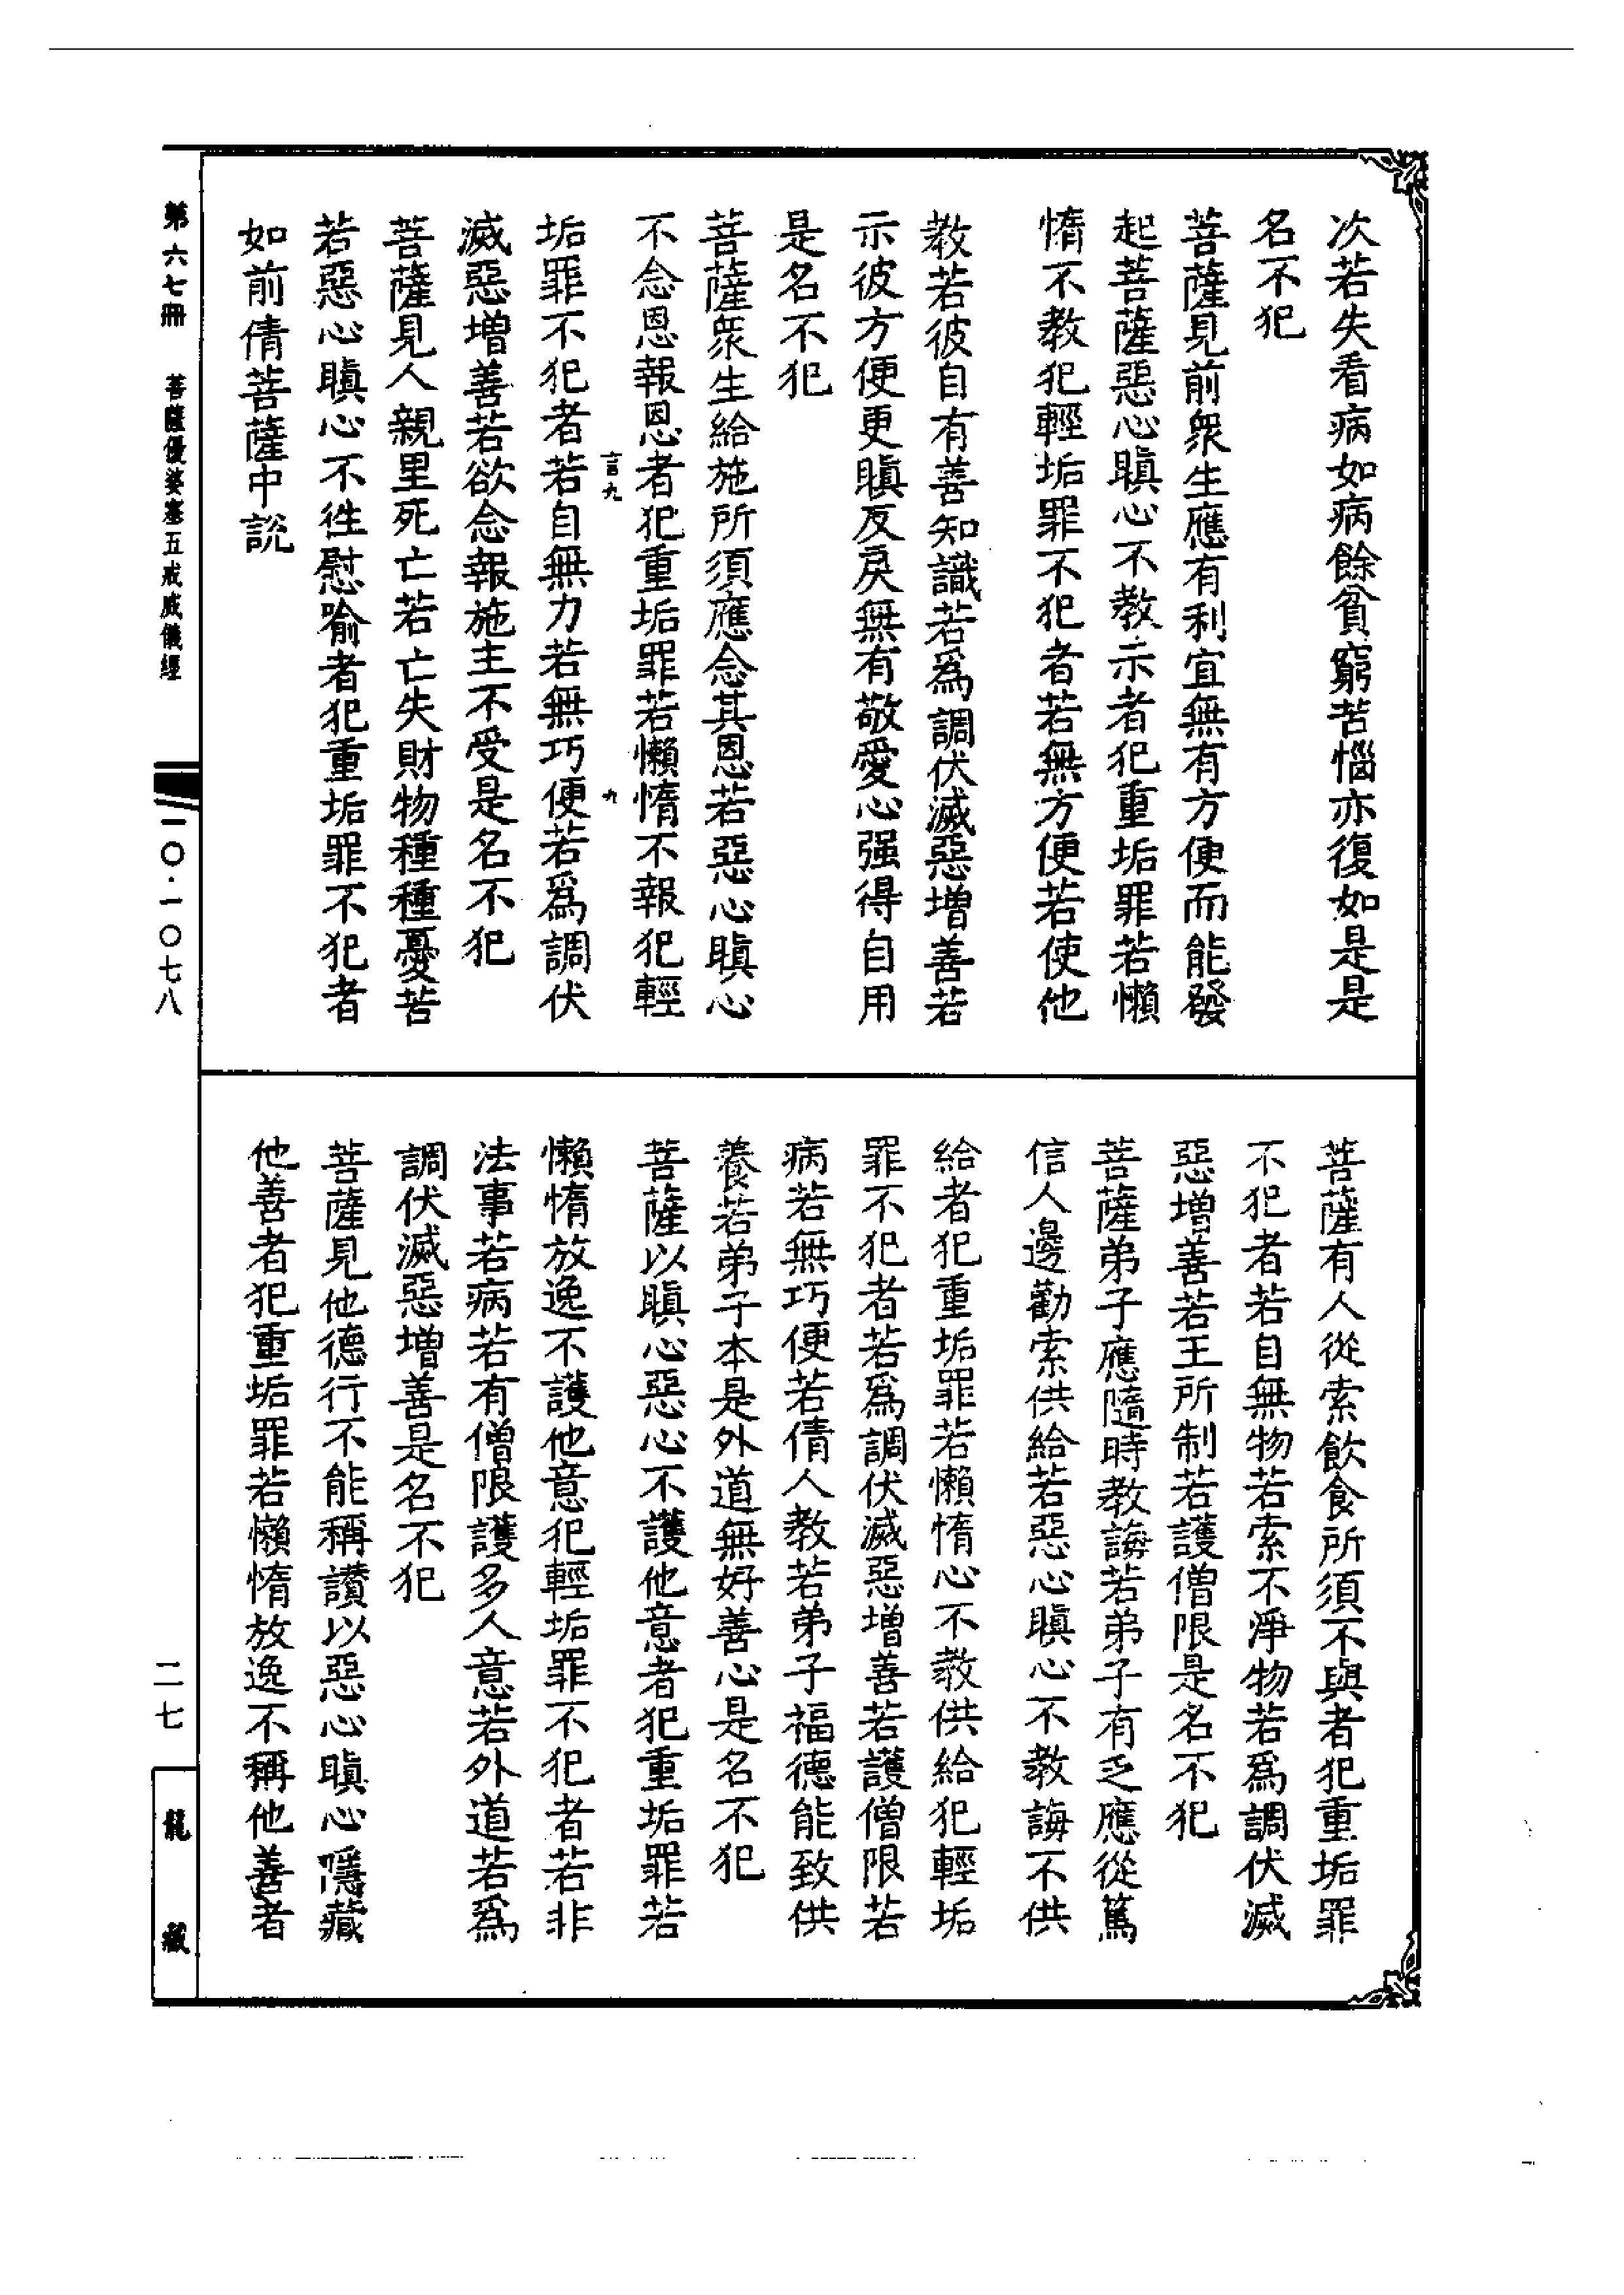 次若失看病如病餘貧窮苦惱亦復如是是
名不犯
菩薩見前衆生應有利宜無有方便而能發
起菩薩惡心瞋心不教示者犯重垢罪若懶
惰不教犯輕垢罪不犯者若無方便若使他
教若彼自有善知識若爲調伏滅惡增善若
示彼方便更瞋反戾無有敬愛心强得自用
是名不犯
菩薩衆生給施所須應念其恩若惡心瞋心
不念恩報恩者犯重垢罪若懶惰不報犯輕
言九
九
垢罪不犯者若自無力若無巧便若爲調伏
滅惡增善若欲念報施主不受是名不犯
菩薩見人親里死亡若亡失財物種種憂苦
若惡心瞋心不徃慰喻者犯重垢罪不犯者
如前倩菩薩中説
菩薩有人從索飲食所須不與者犯重垢罪
不犯者若自無物若索不淨物若爲調伏滅
惡增善若王所制若護僧限是名不犯
菩薩弟子應隨時教誨若弟子有乏應從篤
信人邊勸索供給若惡心瞋心不教誨不供
給者犯重垢罪若懶惰心不教供給犯輕垢
罪不犯者若爲調伏滅惡增善若護僧限若
病若無巧便若倩人教若弟子福德能致供
養若弟子本是外道無好善心是名不犯
菩薩以瞋心惡心不護他意者犯重垢罪若
懶惰放逸不護他意犯輕垢罪不犯者若非
法事若病若有僧限護多人意若外道若爲
調伏滅惡增善是名不犯
菩薩見他德行不能稱讚以惡心瞋心隱藏
他善者犯重垢罪若懶惰放逸不稱他善者
第六七冊　菩薩優婆塞五戒威儀經
一〇·一〇七八
二七
龍藏